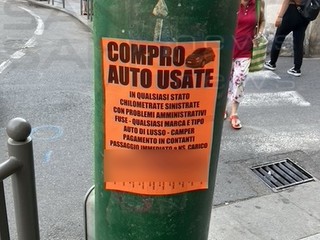 COMPRO
AUTO USATE
IN QUALSIASI STATO
CHILOMETRATE SINISTRATE
CON PROBLEMI AMMINISTRATIVI
FUSE - QUALSIASI MARCA E TIPO
AUTO DI LUSSO - CAMPER
PAGAMENTO IN CONTANTI
PASSAGGIO IMMEDIATO A NS. CARICO